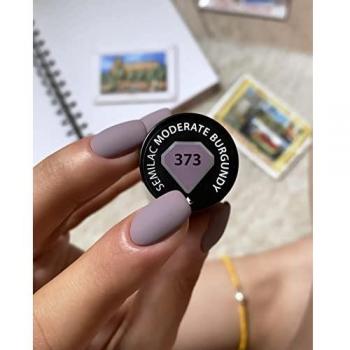 SEMILAC MODERATE BURGUNDY
373